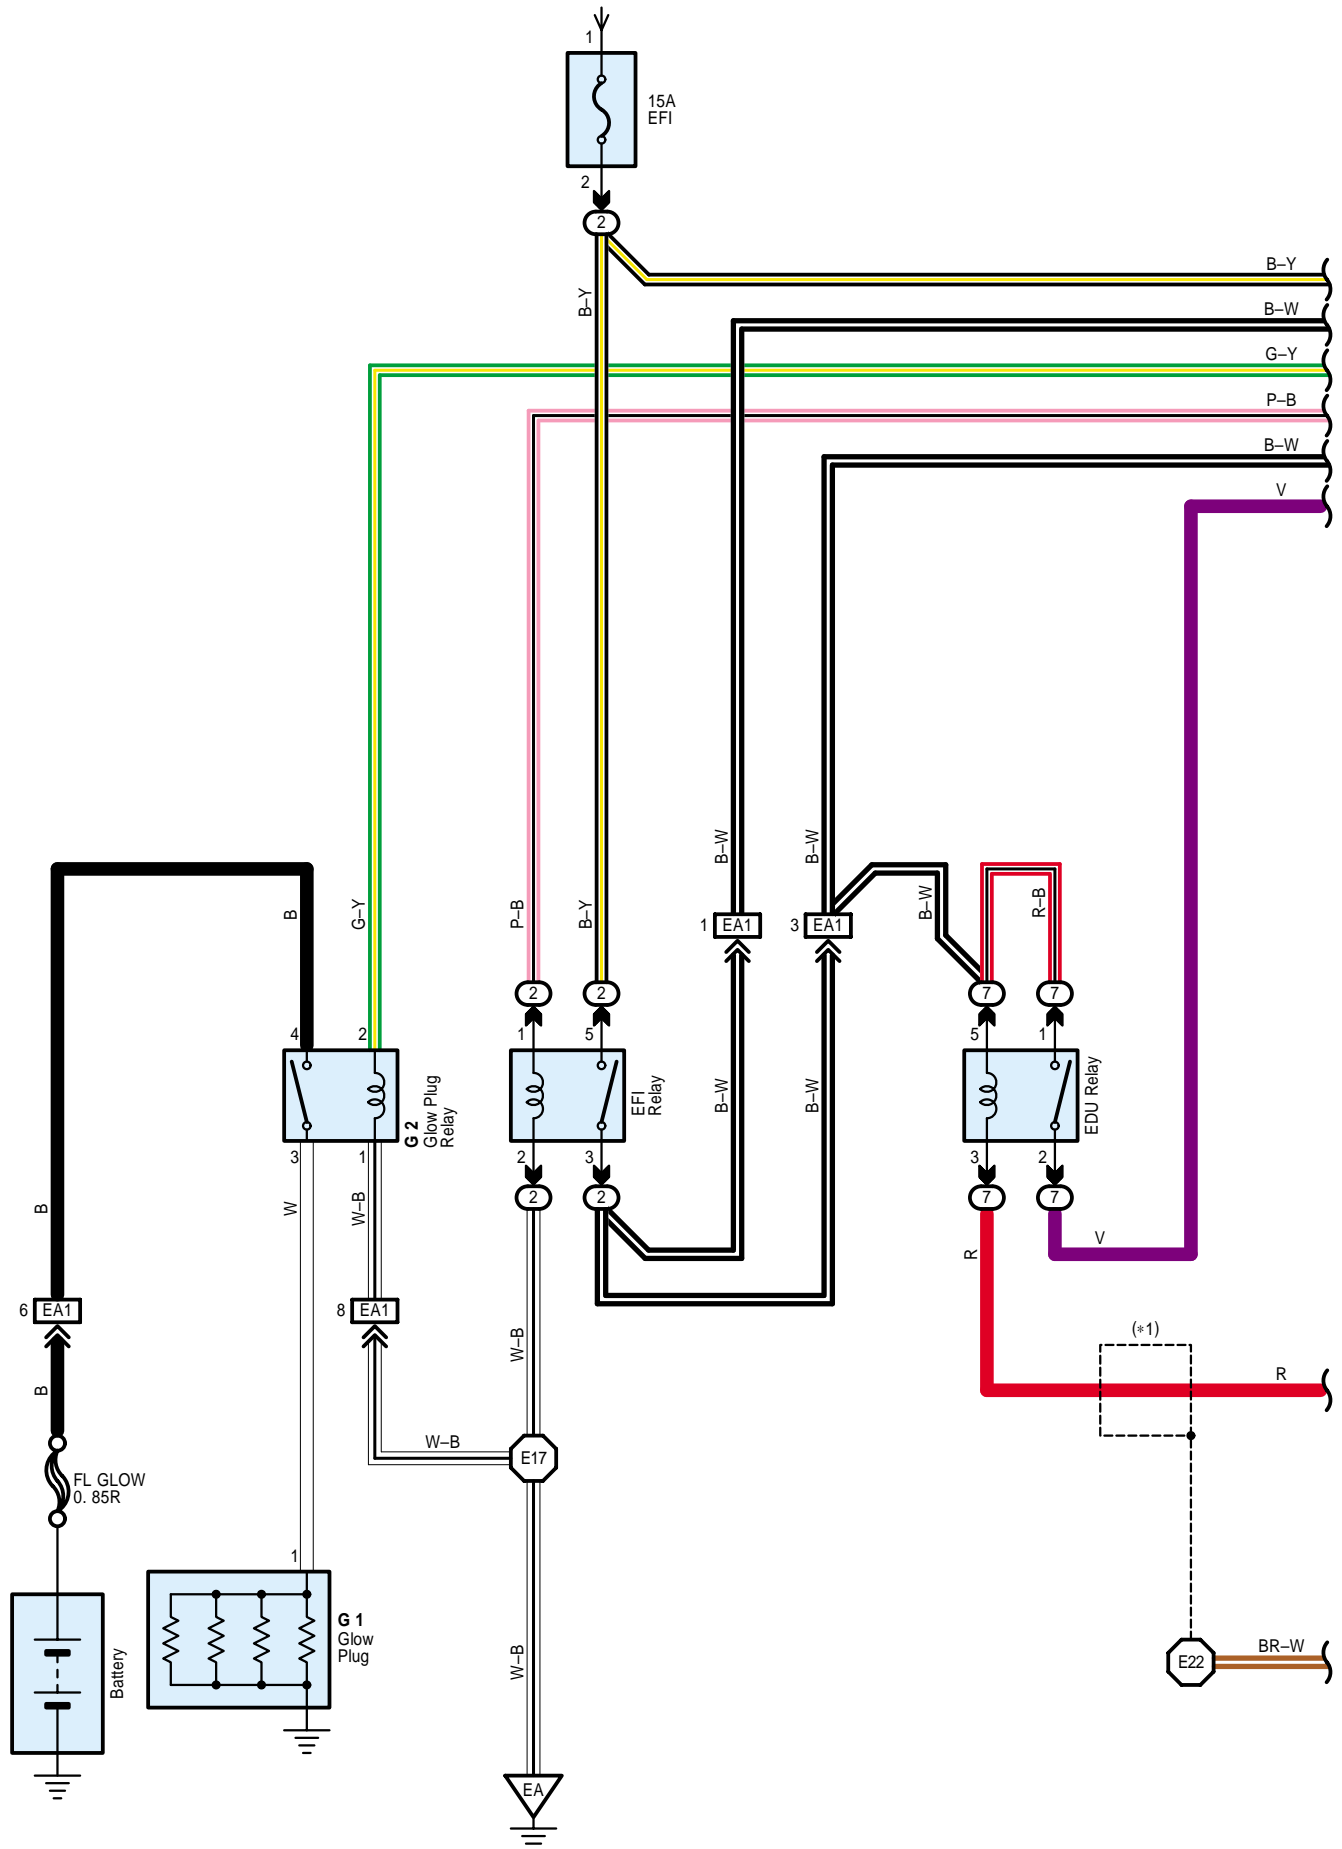 1
15A
EFI
2
2
B–Y
B–Y
B–W
G–Y
P–B
B–W
V
B
G–Y
P–B
B–Y
B–W
B–W
B–W
R–B
1 EA1
3 EA1
2
2
7
7
4
2
1
5
5
1
G 2
Glow Plug
Relay
EFI
Relay
B–W
B–W
EDU Relay
3
1
2
3
3
2
2
2
7
7
B
W
W–B
R
V
6 EA1
8 EA1
W–B
(*1)
B
R
W–B
E17
FL GLOW
0. 85R
1
G 1
Glow
Plug
Battery
W–B
E22
BR–W
EA